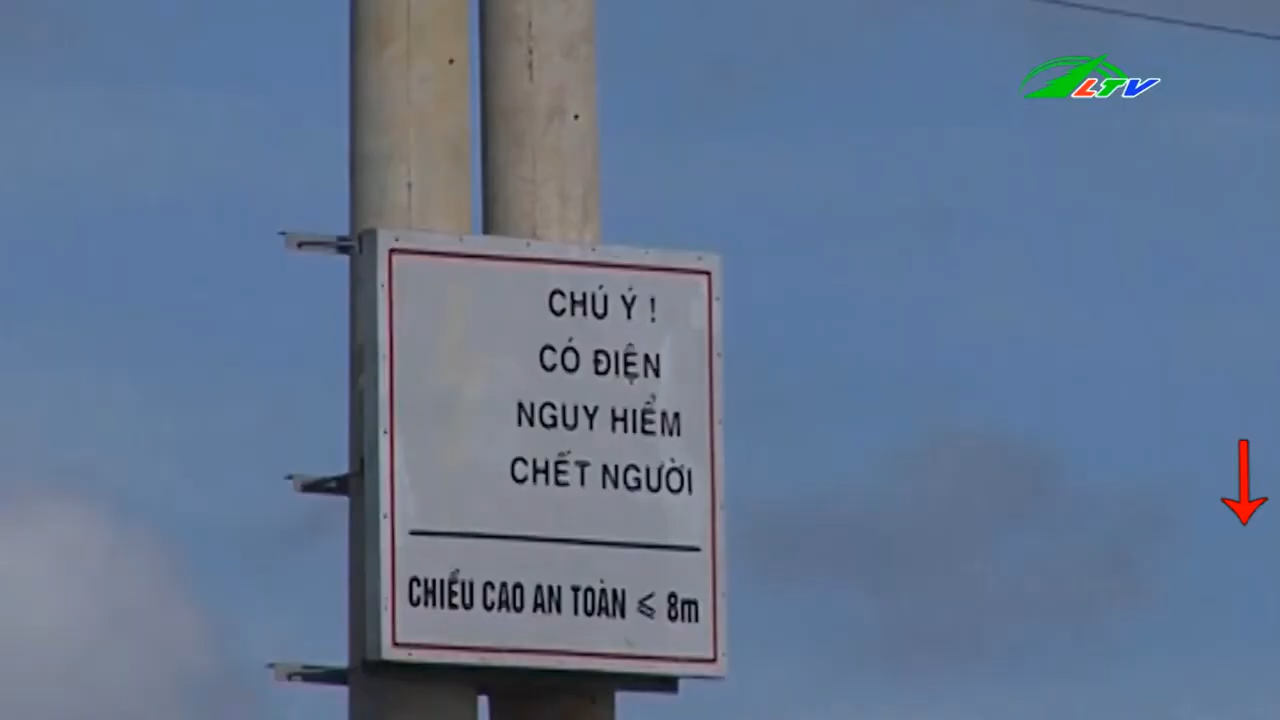 LTV
CHÚ Ý !
CÓ ĐIỆN
NGUY HIỂM
CHẾT NGƯỜI
CHIỀU CAO AN TOÀN ⩽ 8m